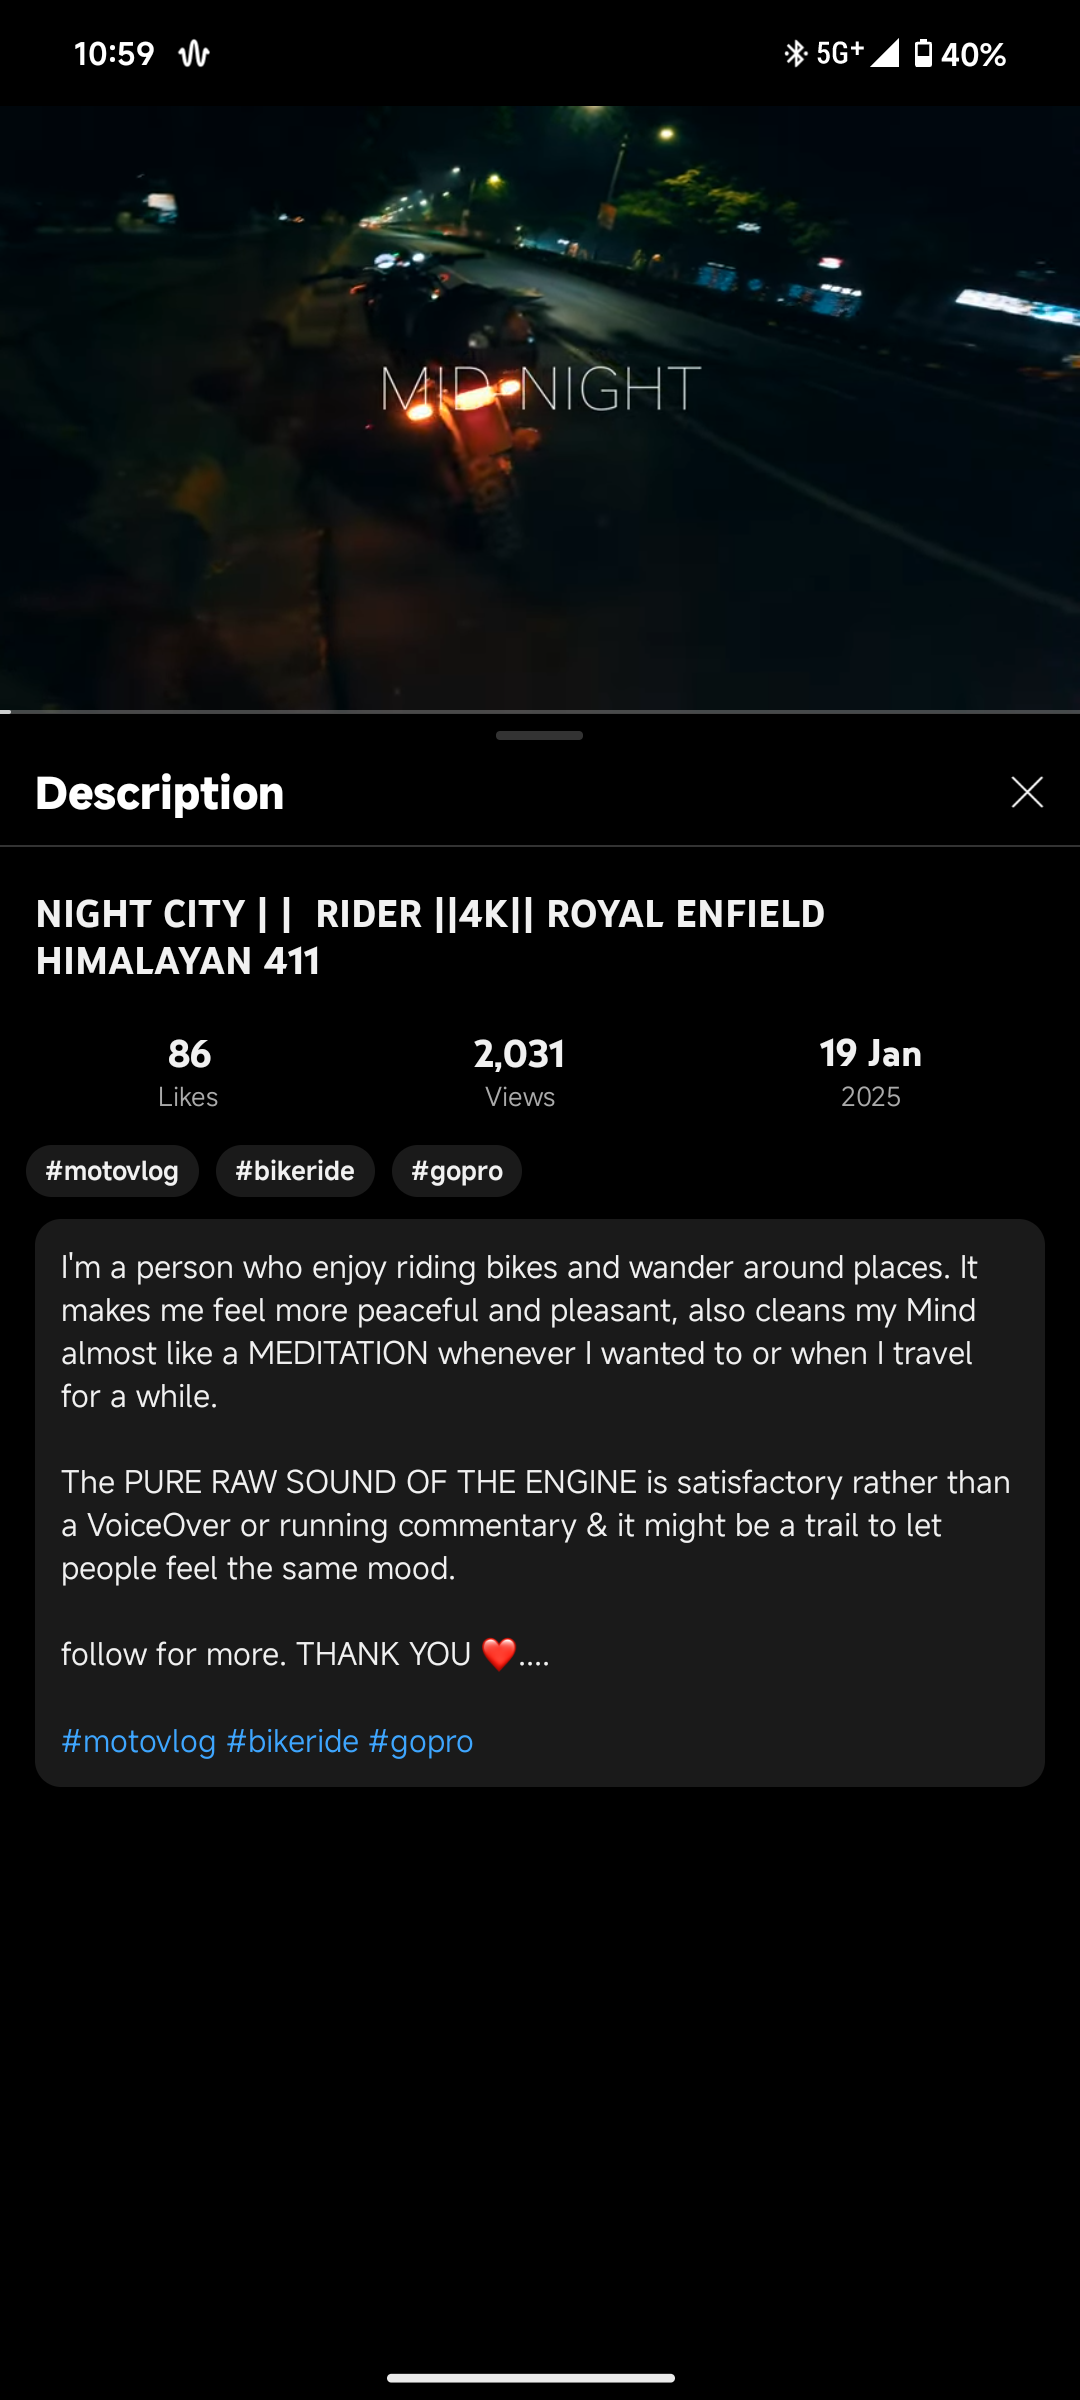 10:59 5G+ 40%
MID-NIGHT
Description
NIGHT CITY | |  RIDER ||4K|| ROYAL ENFIELD
HIMALAYAN 411
86 2,031 19 Jan
Likes Views 2025
#motovlog #bikeride #gopro
I'm a person who enjoy riding bikes and wander around places. It
makes me feel more peaceful and pleasant, also cleans my Mind
almost like a MEDITATION whenever I wanted to or when I travel
for a while.
The PURE RAW SOUND OF THE ENGINE is satisfactory rather than
a VoiceOver or running commentary & it might be a trail to let
people feel the same mood.
follow for more. THANK YOU ❤️....
#motovlog #bikeride #gopro